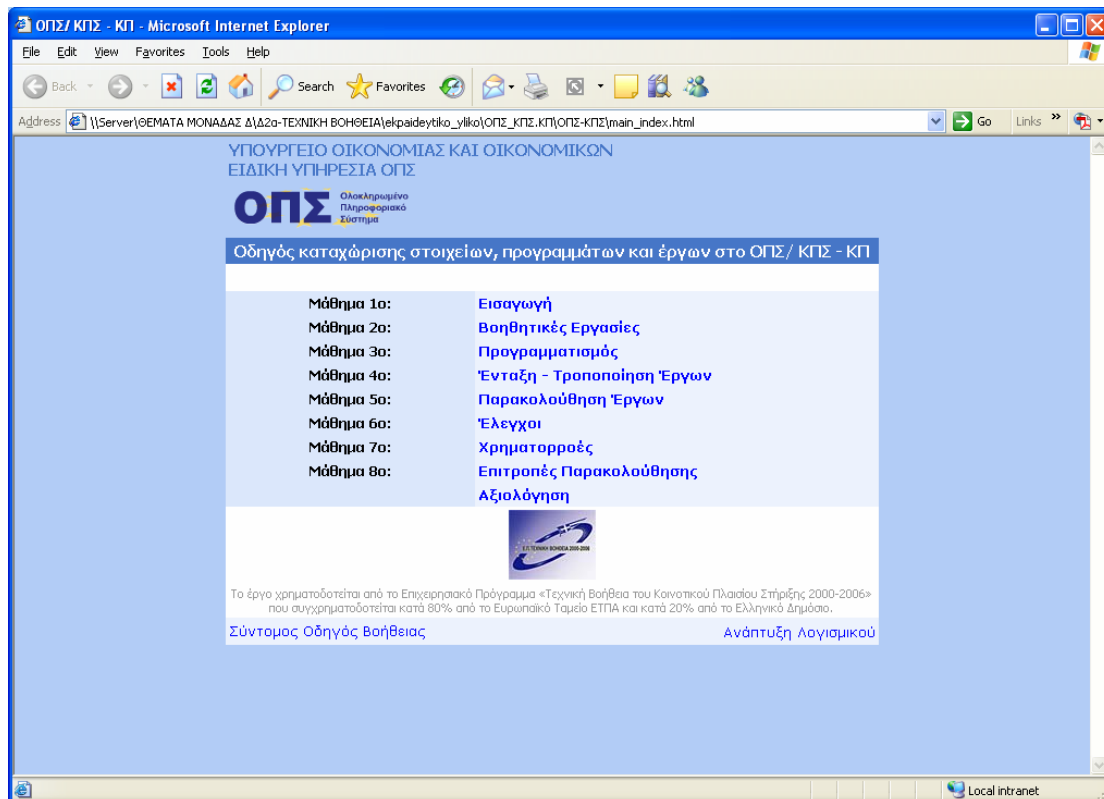 ΟΠΣ/ ΚΠΣ - ΚΠ - Microsoft Internet Explorer
File Edit View Favorites Tools Help
Back Search Favorites
Address \\Server\ΘΕΜΑΤΑ ΜΟΝΑΔΑΣ Δ\Δ2α-ΤΕΧΝΙΚΗ ΒΟΗΘΕΙΑ\ekpaideytiko_yliko\ΟΠΣ_ΚΠΣ.ΚΠ\ΟΠΣ-ΚΠΣ\main_index.html Go Links »
ΥΠΟΥΡΓΕΙΟ ΟΙΚΟΝΟΜΙΑΣ ΚΑΙ ΟΙΚΟΝΟΜΙΚΩΝ
ΕΙΔΙΚΗ ΥΠΗΡΕΣΙΑ ΟΠΣ
ΟΠΣ Ολοκληρωμένο
Πληροφοριακό
Σύστημα
Οδηγός καταχώρισης στοιχείων, προγραμμάτων και έργων στο ΟΠΣ/ ΚΠΣ - ΚΠ
Μάθημα 1ο: Εισαγωγή
Μάθημα 2ο: Βοηθητικές Εργασίες
Μάθημα 3ο: Προγραμματισμός
Μάθημα 4ο: Ένταξη - Τροποποίηση Έργων
Μάθημα 5ο: Παρακολούθηση Έργων
Μάθημα 6ο: Έλεγχοι
Μάθημα 7ο: Χρηματορροές
Μάθημα 8ο: Επιτροπές Παρακολούθησης
Αξιολόγηση
Ε.Π. ΤΕΧΝΙΚΗ ΒΟΗΘΕΙΑ 2000-2006
Το έργο χρηματοδοτείται από το Επιχειρησιακό Πρόγραμμα «Τεχνική Βοήθεια του Κοινοτικού Πλαισίου Στήριξης 2000-2006»
που συγχρηματοδοτείται κατά 80% από το Ευρωπαϊκό Ταμείο ΕΤΠΑ και κατά 20% από το Ελληνικό Δημόσιο.
Σύντομος Οδηγός Βοήθειας Ανάπτυξη Λογισμικού
Local intranet